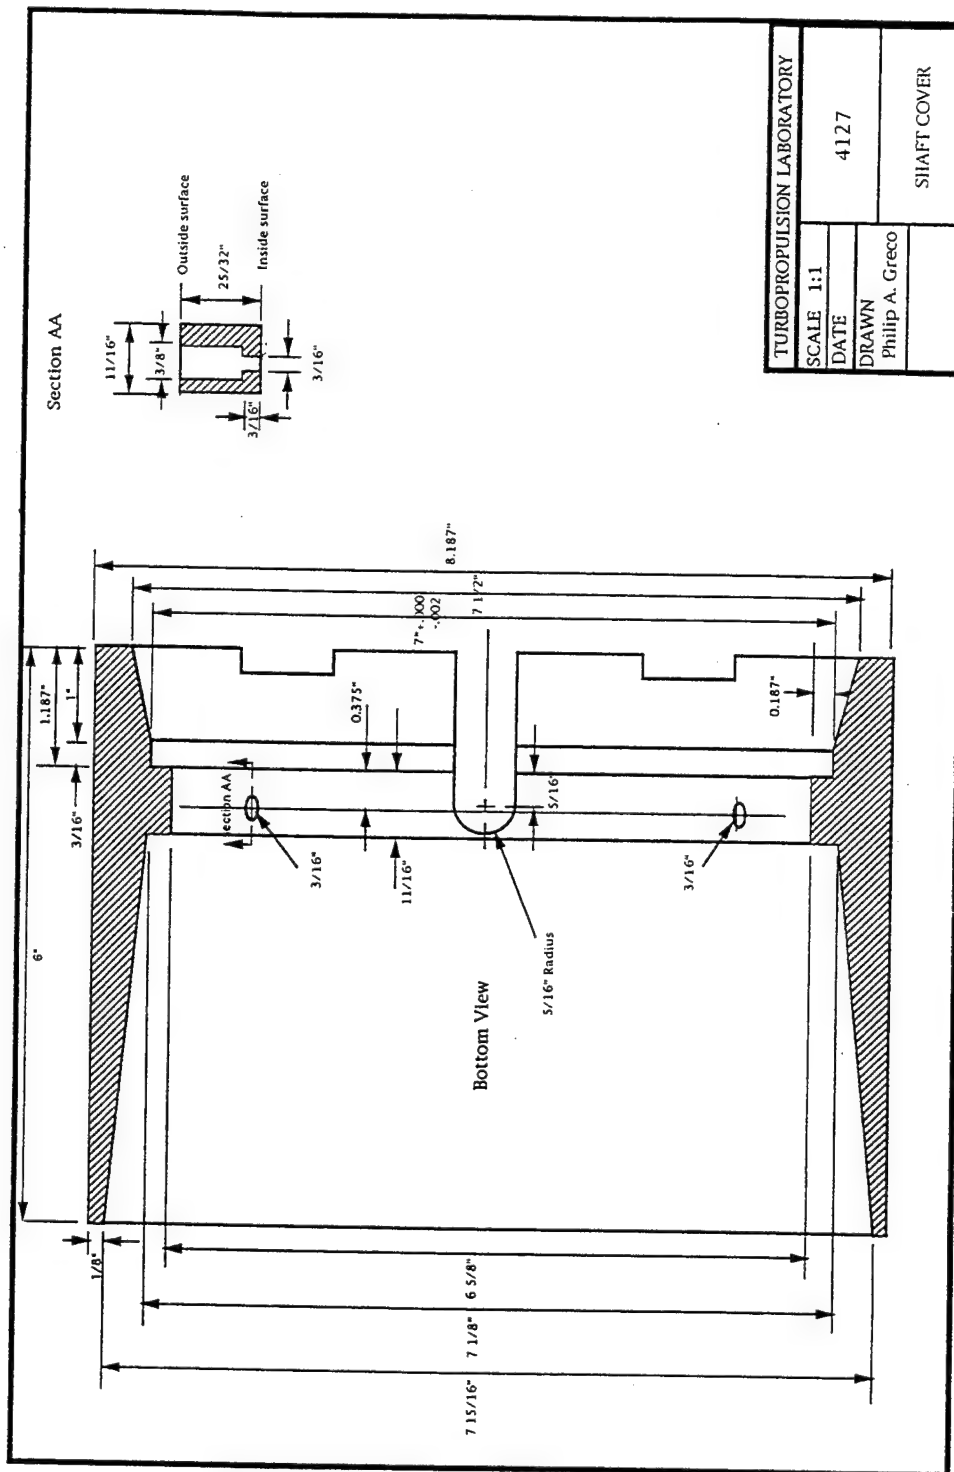 Section AA
11/16"
3/8"
Outside surface
25/32"
Inside surface
3/16"
3/16"
6"
1.187"
1"
3/16"
1/8"
Section AA
3/16"
0.375"
11/16"
7"+.000
-.002
7 1/2"
8.187"
5/16"
0.187"
3/16"
5/16" Radius
Bottom View
6 5/8"
7 1/8"
7 15/16"
TURBOPROPULSION LABORATORY
SCALE 1:1
DATE
4127
DRAWN
Philip A. Greco
SHAFT COVER